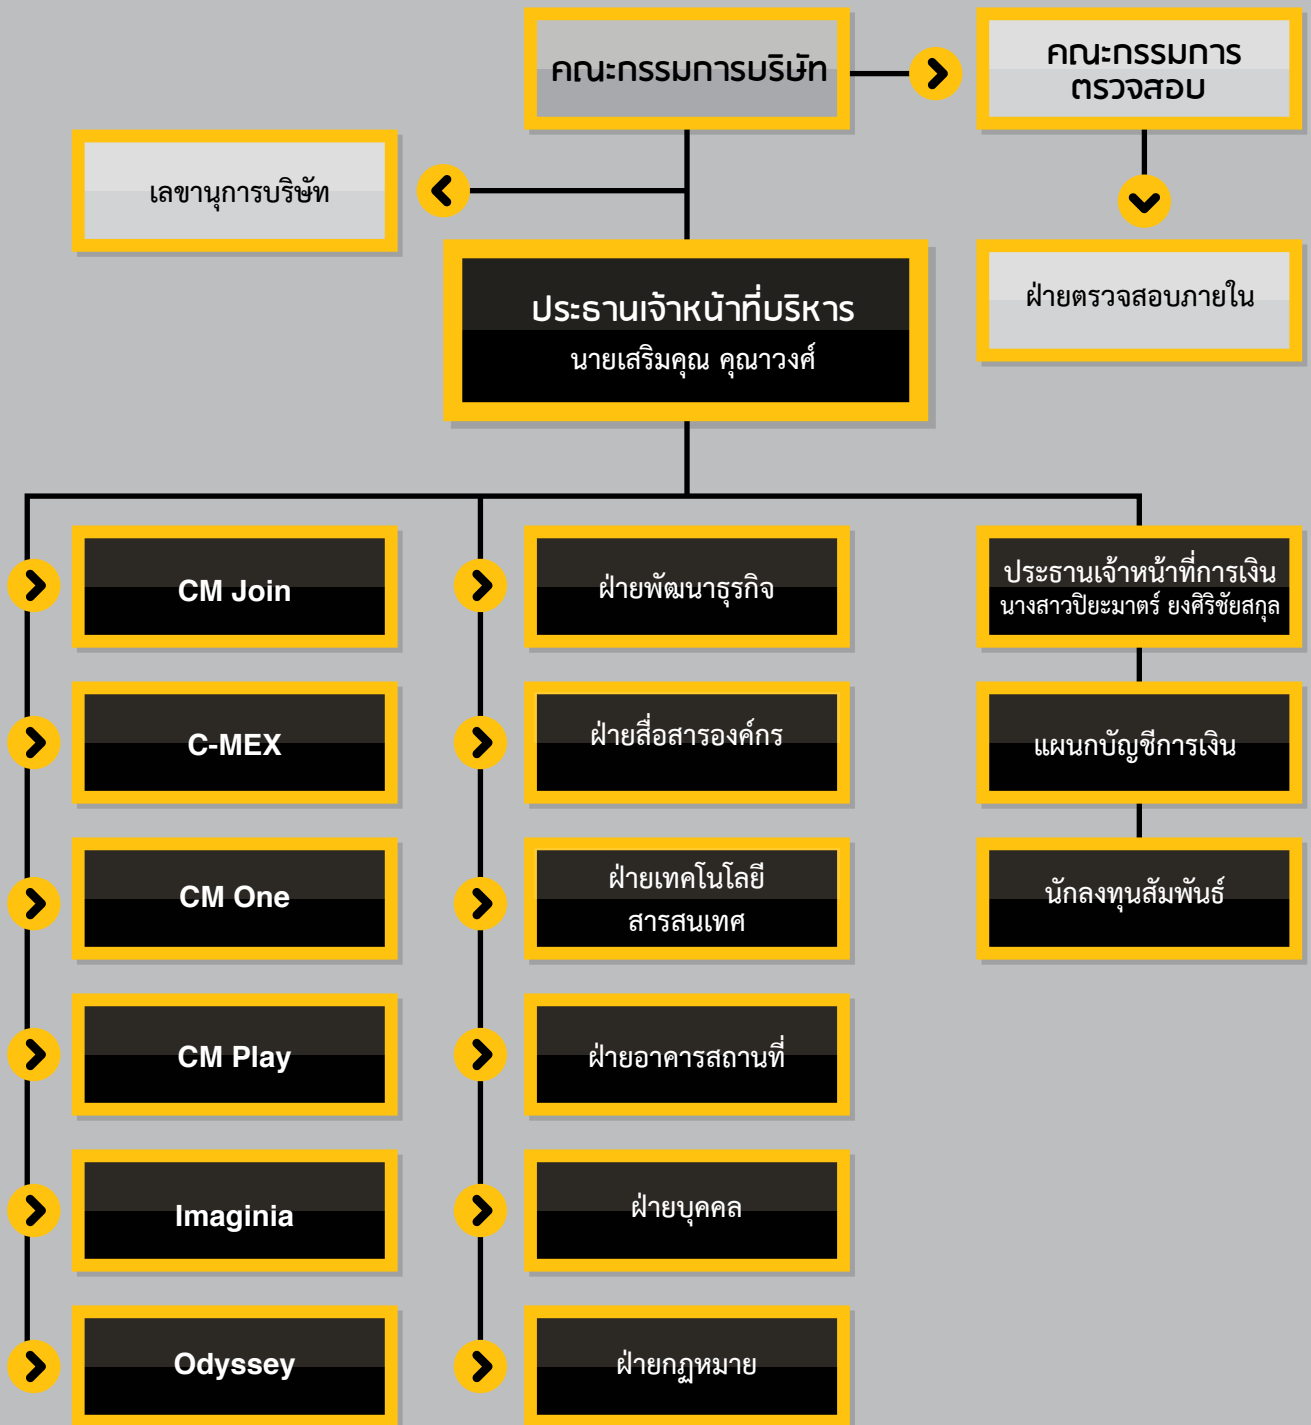 คณะกรรมการบริษัท
คณะกรรมการ
ตรวจสอบ
เลขานุการบริษัท
ประธานเจ้าหน้าที่บริหาร
นายเสริมคุณ คุณาวงศ์
ฝ่ายตรวจสอบภายใน
CM Join
C-MEX
CM One
CM Play
Imaginia
Odyssey
ฝ่ายพัฒนาธุรกิจ
ฝ่ายสื่อสารองค์กร
ฝ่ายเทคโนโลยี
สารสนเทศ
ฝ่ายอาคารสถานที่
ฝ่ายบุคคล
ฝ่ายกฏหมาย
ประธานเจ้าหน้าที่การเงิน
นางสาวปิยะมาตร์ ยงศิริชัยสกุล
แผนกบัญชีการเงิน
นักลงทุนสัมพันธ์